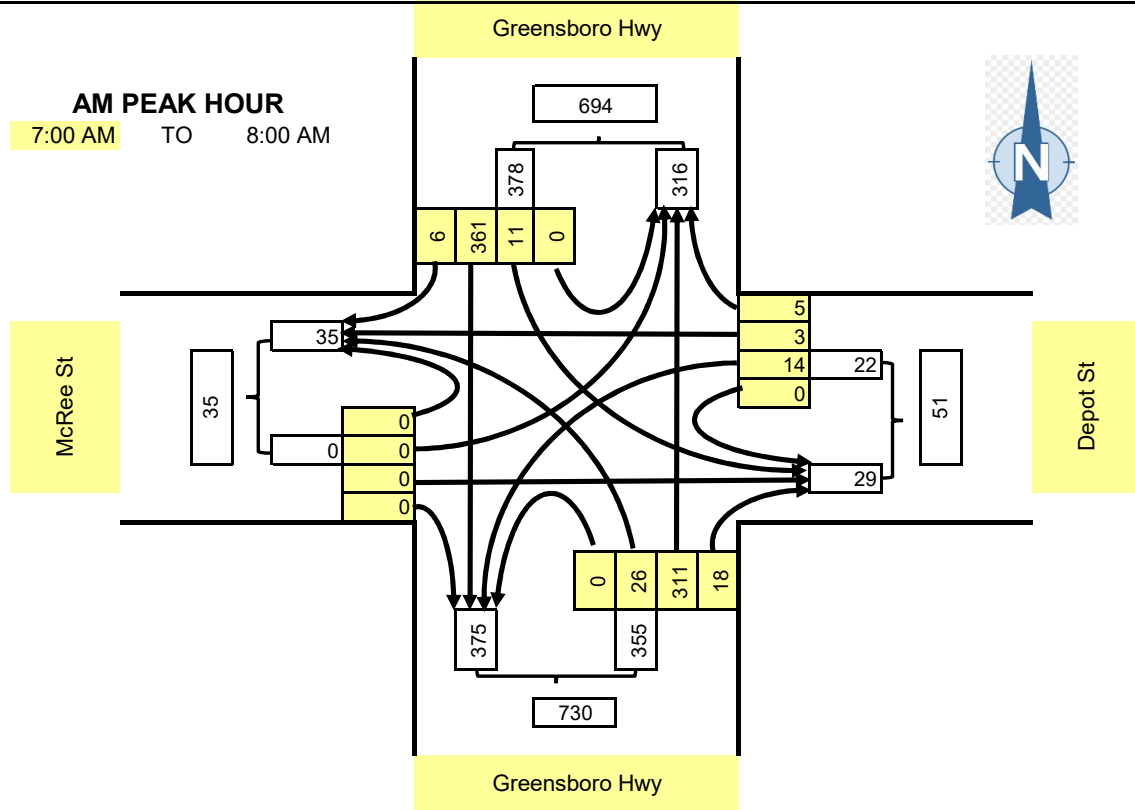 Greensboro Hwy
AM PEAK HOUR
7:00 AM TO 8:00 AM
694
378
316
6 361 11 0
N
5
3
14 22
0
35
35
McRee St
51
Depot St
0
0 0
0
0
29
0 26 311 18
375
355
730
Greensboro Hwy